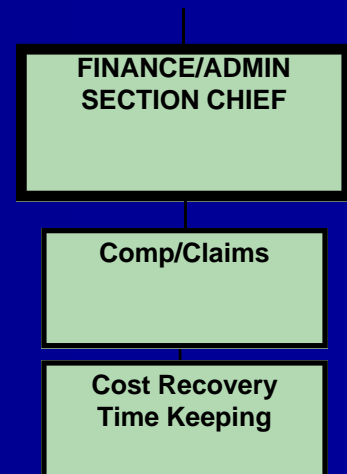 FINANCE/ADMIN
SECTION CHIEF
Comp/Claims
Cost Recovery
Time Keeping